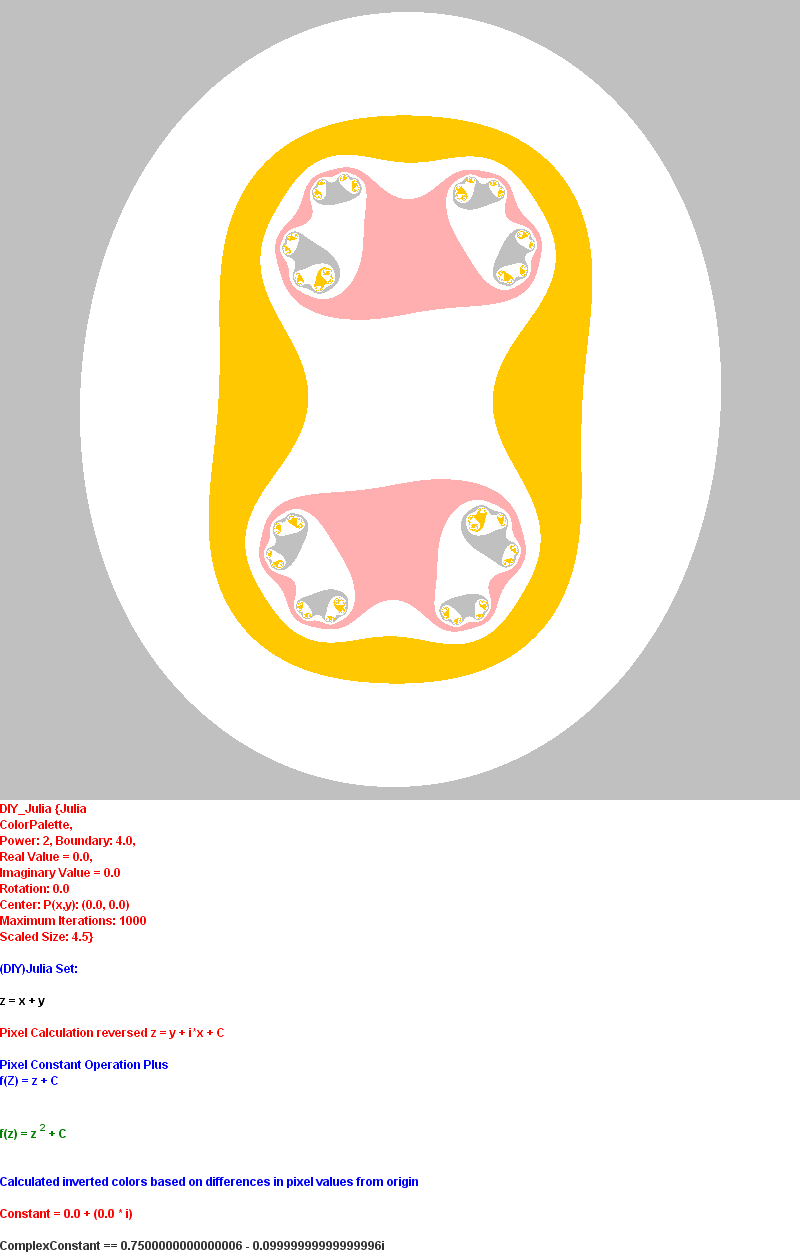 DIY_Julia {Julia
ColorPalette,
Power: 2, Boundary: 4.0,
Real Value = 0.0,
Imaginary Value = 0.0
Rotation: 0.0
Center: P(x,y): (0.0, 0.0)
Maximum Iterations: 1000
Scaled Size: 4.5}
(DIY)Julia Set:
z = x + y
Pixel Calculation reversed z = y + i*x + C
Pixel Constant Operation Plus
f(Z) = z + C
f(z) = z ² + C
Calculated inverted colors based on differences in pixel values from origin
Constant = 0.0 + (0.0 * i)
ComplexConstant == 0.7500000000000006 - 0.09999999999999996i